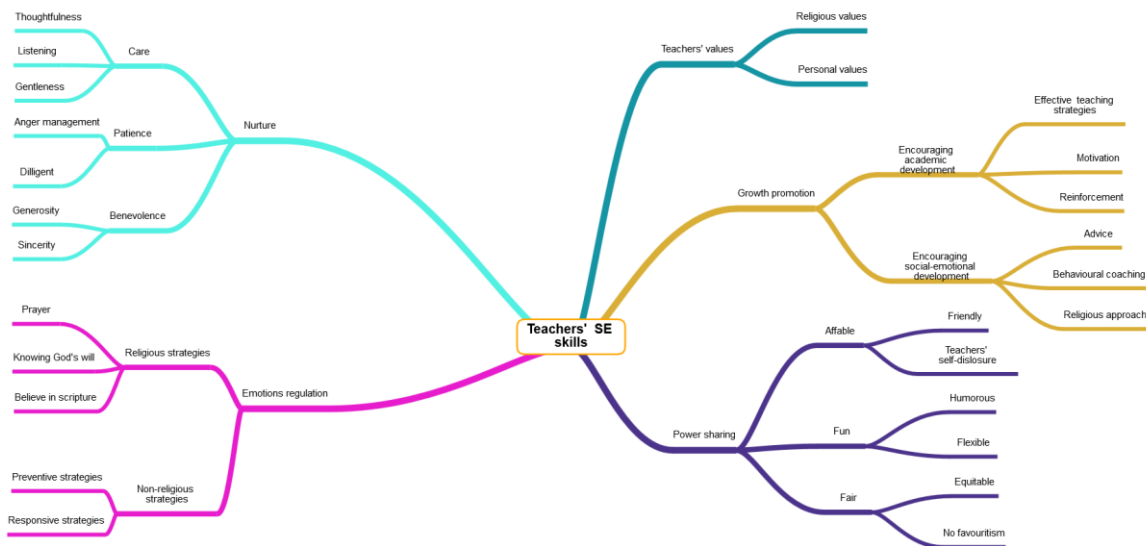 Teachers'  SE
skills
Nurture
Care
Thoughtfulness
Listening
Gentleness
Patience
Anger management
Dilligent
Benevolence
Generosity
Sincerity
Emotions regulation
Religious strategies
Prayer
Knowing God's will
Believe in scripture
Non-religious
strategies
Preventive strategies
Responsive strategies
Teachers' values
Religious values
Personal values
Growth promotion
Encouraging
academic
development
Effective  teaching
strategies
Motivation
Reinforcement
Encouraging
social-emotional
development
Advice
Behavioural coaching
Religious approach
Power sharing
Affable
Friendly
Teachers'
self-dislosure
Fun
Humorous
Flexible
Fair
Equitable
No favouritism